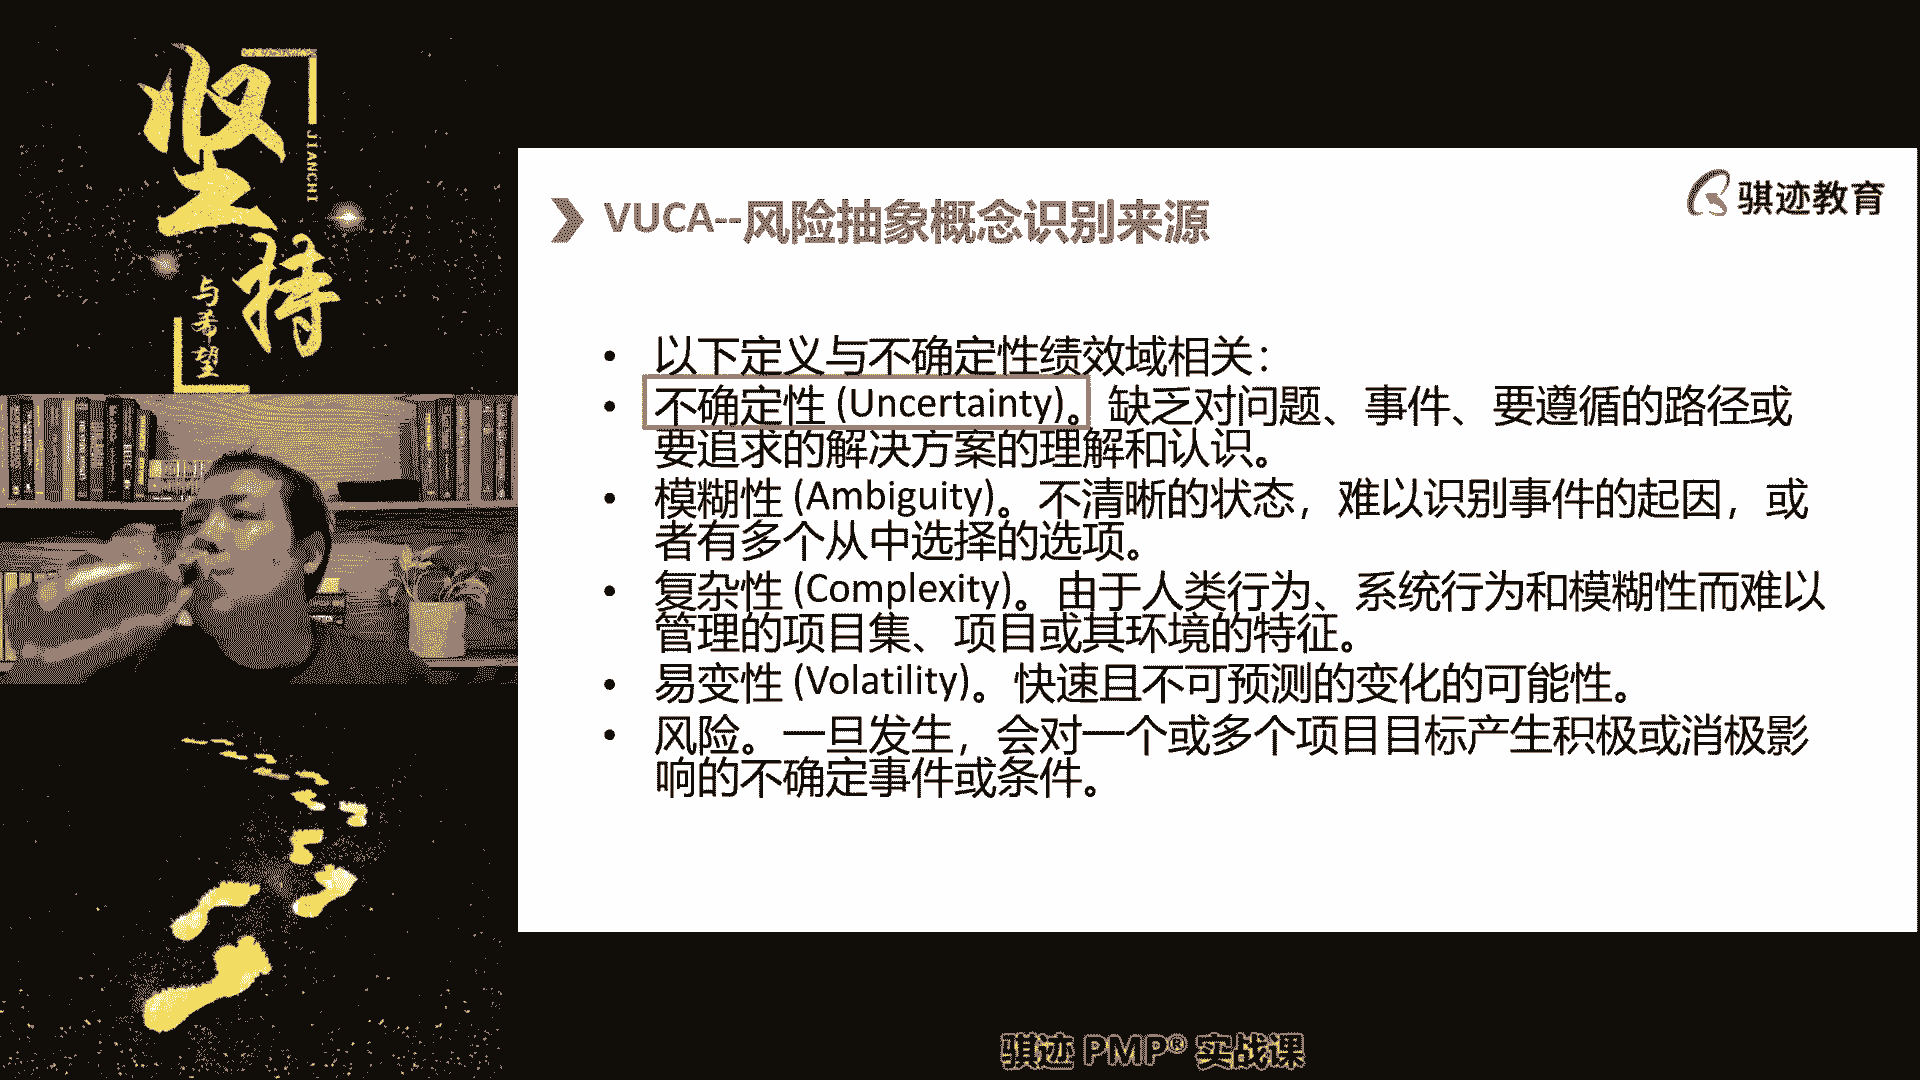 坚持
JIANCHI
与希望
骐迹教育
VUCA--风险抽象概念识别来源
• 以下定义与不确定性绩效域相关：
• 不确定性 (Uncertainty)。缺乏对问题、事件、要遵循的路径或
要追求的解决方案的理解和认识。
• 模糊性 (Ambiguity)。不清晰的状态，难以识别事件的起因，或
者有多个从中选择的选项。
• 复杂性 (Complexity)。由于人类行为、系统行为和模糊性而难以
管理的项目集、项目或其环境的特征。
• 易变性 (Volatility)。快速且不可预测的变化的可能性。
• 风险。一旦发生，会对一个或多个项目目标产生积极或消极影
响的不确定事件或条件。
骐迹 PMP® 实战课